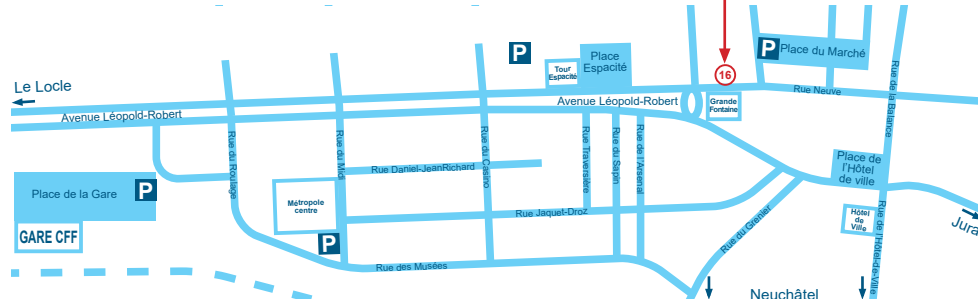 P
Place
Espacité
Tour
Espacité
P
Place du Marché
16
Le Locle
Avenue Léopold-Robert
Avenue Léopold-Robert
Grande
Fontaine
Rue Neuve
Rue de la Balance
Rue du Roulage
Rue du Midi
Rue du Casino
Rue Traversière
Rue du Sapin
Rue de l'Arsenal
Rue Daniel-JeanRichard
Place de
l'Hôtel
de ville
Place de la Gare
P
Métropole
centre
Rue Jaquet-Droz
Rue du Grenier
Hôtel
de
Ville
Rue de l'Hôtel-de-Ville
Jura
GARE CFF
P
Rue des Musées
Neuchâtel